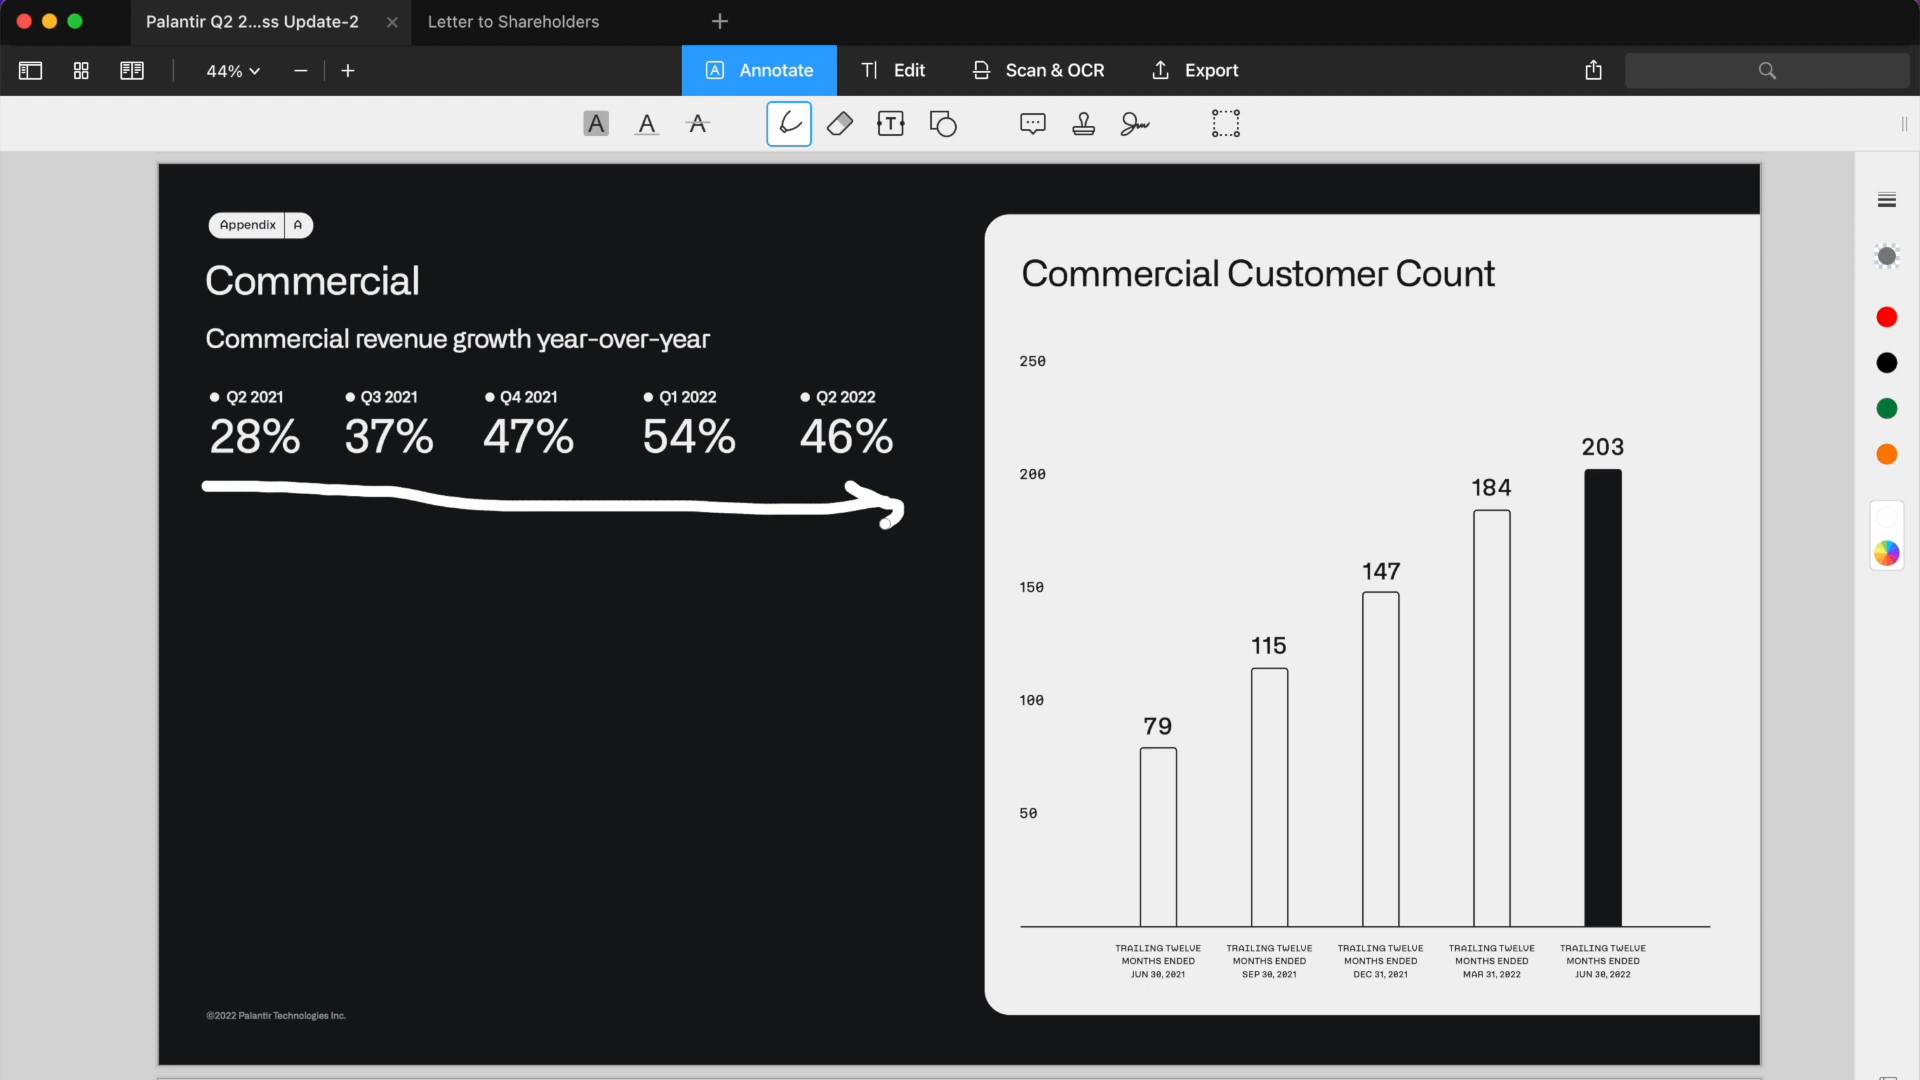 Palantir Q2 2...ss Update-2
Letter to Shareholders
44%
Annotate
Edit
Scan & OCR
Export
Appendix A
Commercial
Commercial revenue growth year-over-year
Q2 2021
28%
Q3 2021
37%
Q4 2021
47%
Q1 2022
54%
Q2 2022
46%
©2022 Palantir Technologies Inc.
Commercial Customer Count
250
200
150
100
50
79
115
147
184
203
TRAILING TWELVE
MONTHS ENDED
JUN 30, 2021
TRAILING TWELVE
MONTHS ENDED
SEP 30, 2021
TRAILING TWELVE
MONTHS ENDED
DEC 31, 2021
TRAILING TWELVE
MONTHS ENDED
MAR 31, 2022
TRAILING TWELVE
MONTHS ENDED
JUN 30, 2022